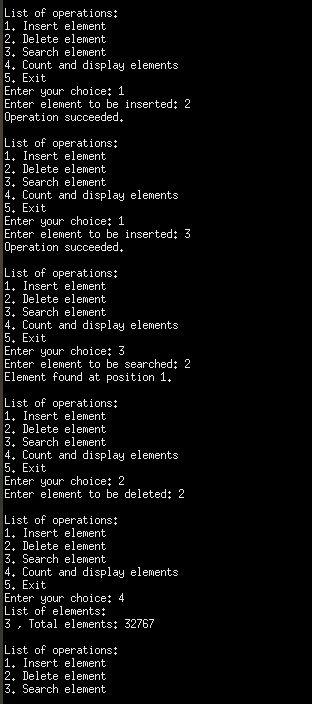 List of operations:
1. Insert element
2. Delete element
3. Search element
4. Count and display elements
5. Exit
Enter your choice: 1
Enter element to be inserted: 2
Operation succeeded.

List of operations:
1. Insert element
2. Delete element
3. Search element
4. Count and display elements
5. Exit
Enter your choice: 1
Enter element to be inserted: 3
Operation succeeded.

List of operations:
1. Insert element
2. Delete element
3. Search element
4. Count and display elements
5. Exit
Enter your choice: 3
Enter element to be searched: 2
Element found at position 1.

List of operations:
1. Insert element
2. Delete element
3. Search element
4. Count and display elements
5. Exit
Enter your choice: 2
Enter element to be deleted: 2

List of operations:
1. Insert element
2. Delete element
3. Search element
4. Count and display elements
5. Exit
Enter your choice: 4
List of elements:
3 , Total elements: 32767

List of operations:
1. Insert element
2. Delete element
3. Search element